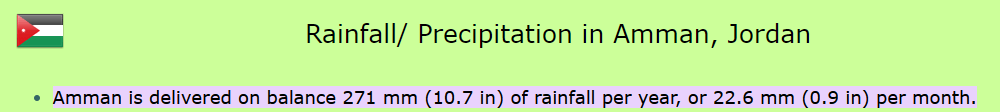 Rainfall/ Precipitation in Amman, Jordan
• Amman is delivered on balance 271 mm (10.7 in) of rainfall per year, or 22.6 mm (0.9 in) per month.